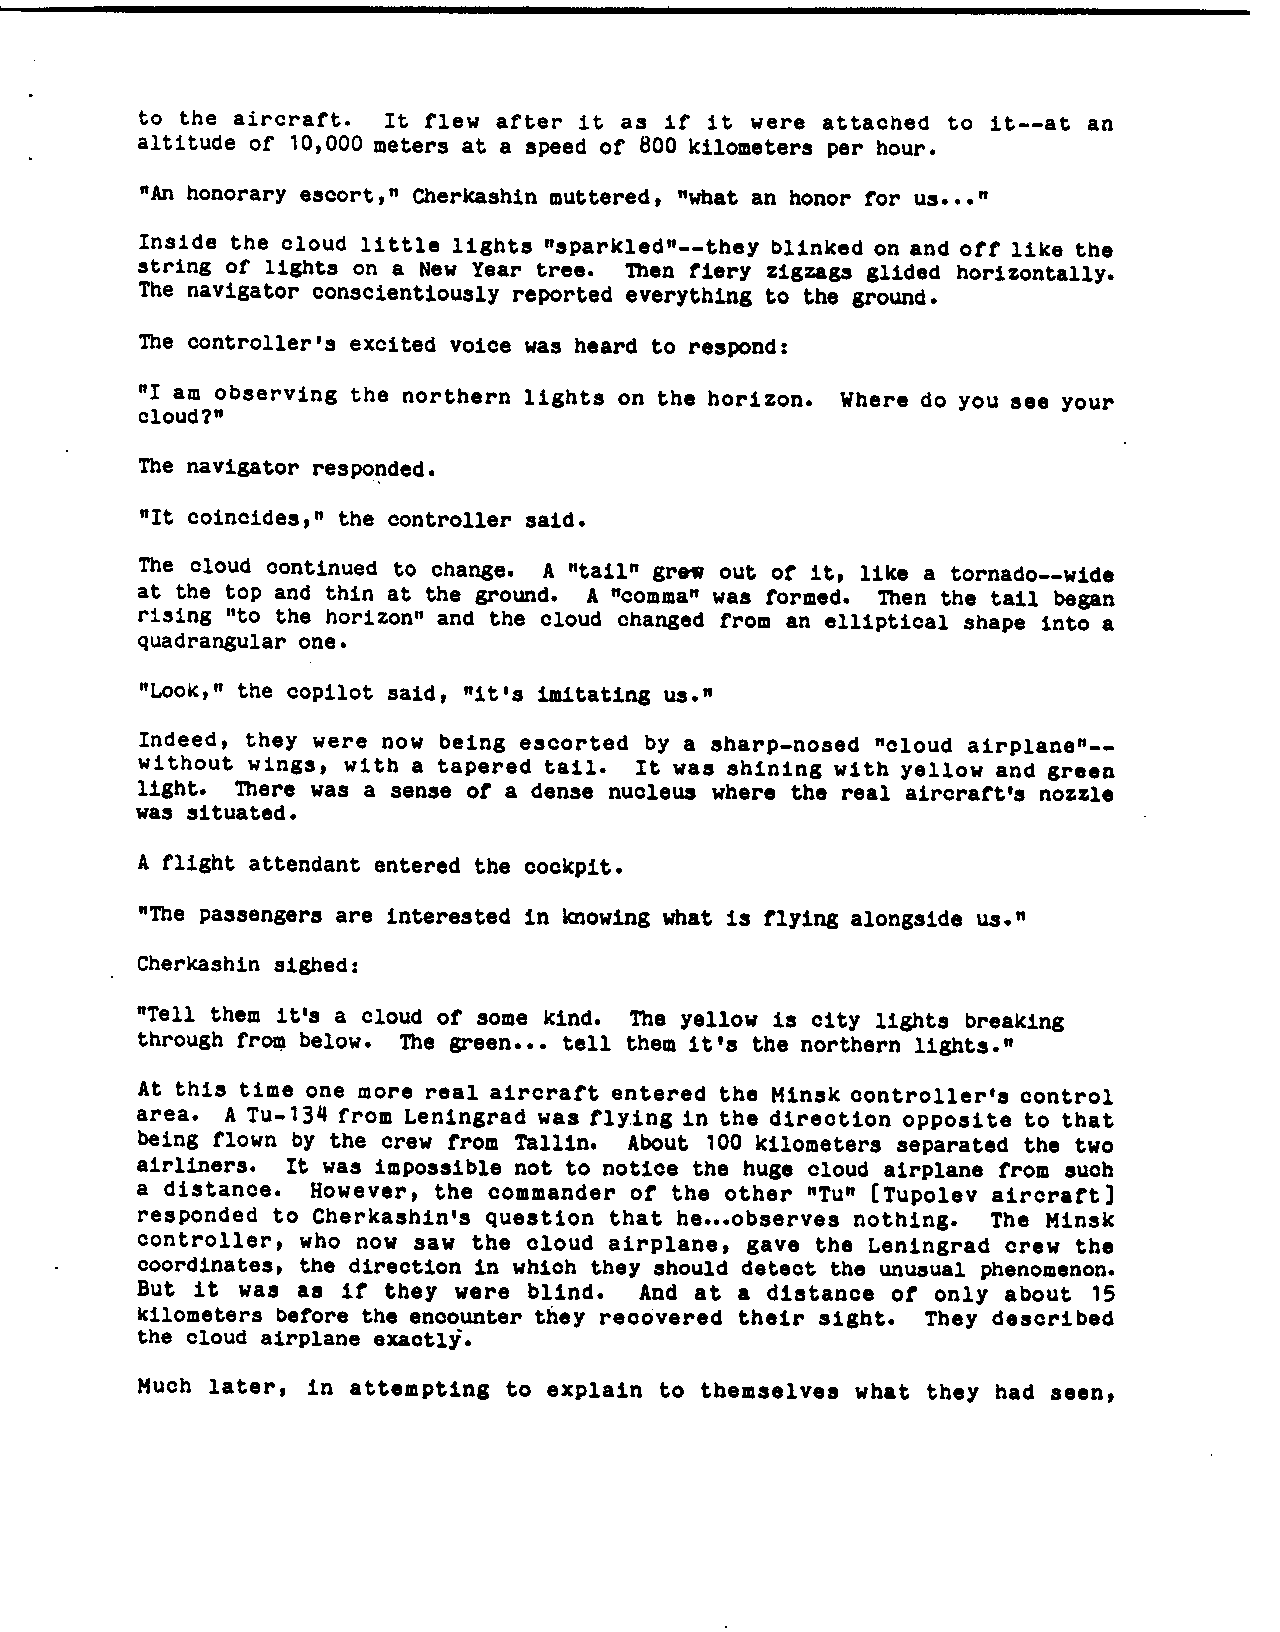 to the aircraft. It flew after it as if it were attached to it--at an
altitude of 10,000 meters at a speed of 800 kilometers per hour.
"An honorary escort," Cherkashin muttered, "what an honor for us..."
Inside the cloud little lights "sparkled"--they blinked on and off like the
string of lights on a New Year tree. Then fiery zigzags glided horizontally.
The navigator conscientiously reported everything to the ground.
The controller's excited voice was heard to respond:
"I am observing the northern lights on the horizon. Where do you see your
cloud?"
The navigator responded.
"It coincides," the controller said.
The cloud continued to change. A "tail" grew out of it, like a tornado--wide
at the top and thin at the ground. A "comma" was formed. Then the tail began
rising "to the horizon" and the cloud changed from an elliptical shape into a
quadrangular one.
"Look," the copilot said, "it's imitating us."
Indeed, they were now being escorted by a sharp-nosed "cloud airplane"--
without wings, with a tapered tail. It was shining with yellow and green
light. There was a sense of a dense nucleus where the real aircraft's nozzle
was situated.
A flight attendant entered the cockpit.
"The passengers are interested in knowing what is flying alongside us."
Cherkashin sighed:
"Tell them it's a cloud of some kind. The yellow is city lights breaking
through from below. The green... tell them it's the northern lights."
At this time one more real aircraft entered the Minsk controller's control
area. A Tu-134 from Leningrad was flying in the direction opposite to that
being flown by the crew from Tallin. About 100 kilometers separated the two
airliners. It was impossible not to notice the huge cloud airplane from such
a distance. However, the commander of the other "Tu" [Tupolev aircraft]
responded to Cherkashin's question that he...observes nothing. The Minsk
controller, who now saw the cloud airplane, gave the Leningrad crew the
coordinates, the direction in which they should detect the unusual phenomenon.
But it was as if they were blind. And at a distance of only about 15
kilometers before the encounter they recovered their sight. They described
the cloud airplane exactly.
Much later, in attempting to explain to themselves what they had seen,